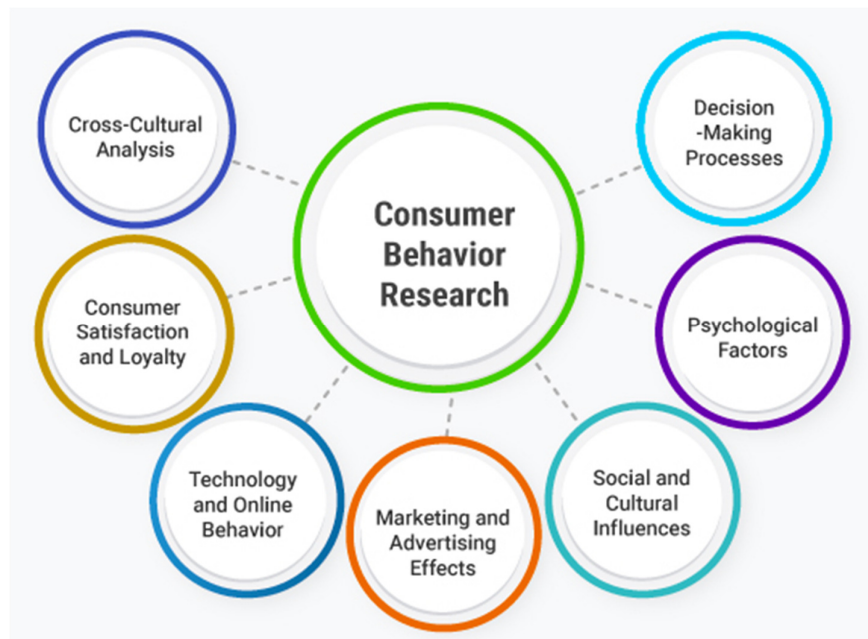 Cross-Cultural
Analysis
Decision
-Making
Processes
Consumer
Behavior
Research
Consumer
Satisfaction
and Loyalty
Psychological
Factors
Technology
and Online
Behavior
Marketing and
Advertising
Effects
Social and
Cultural
Influences